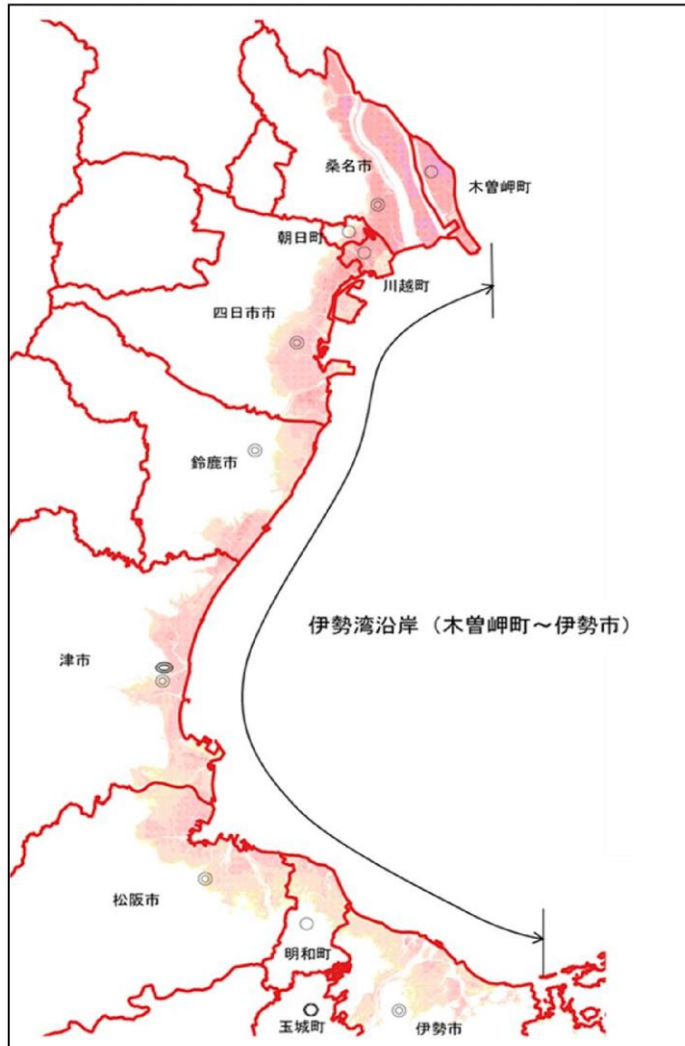 桑名市
木曽岬町
朝日町
川越町
四日市市
鈴鹿市
伊勢湾沿岸（木曽岬町～伊勢市）
津市
松阪市
明和町
玉城町
伊勢市